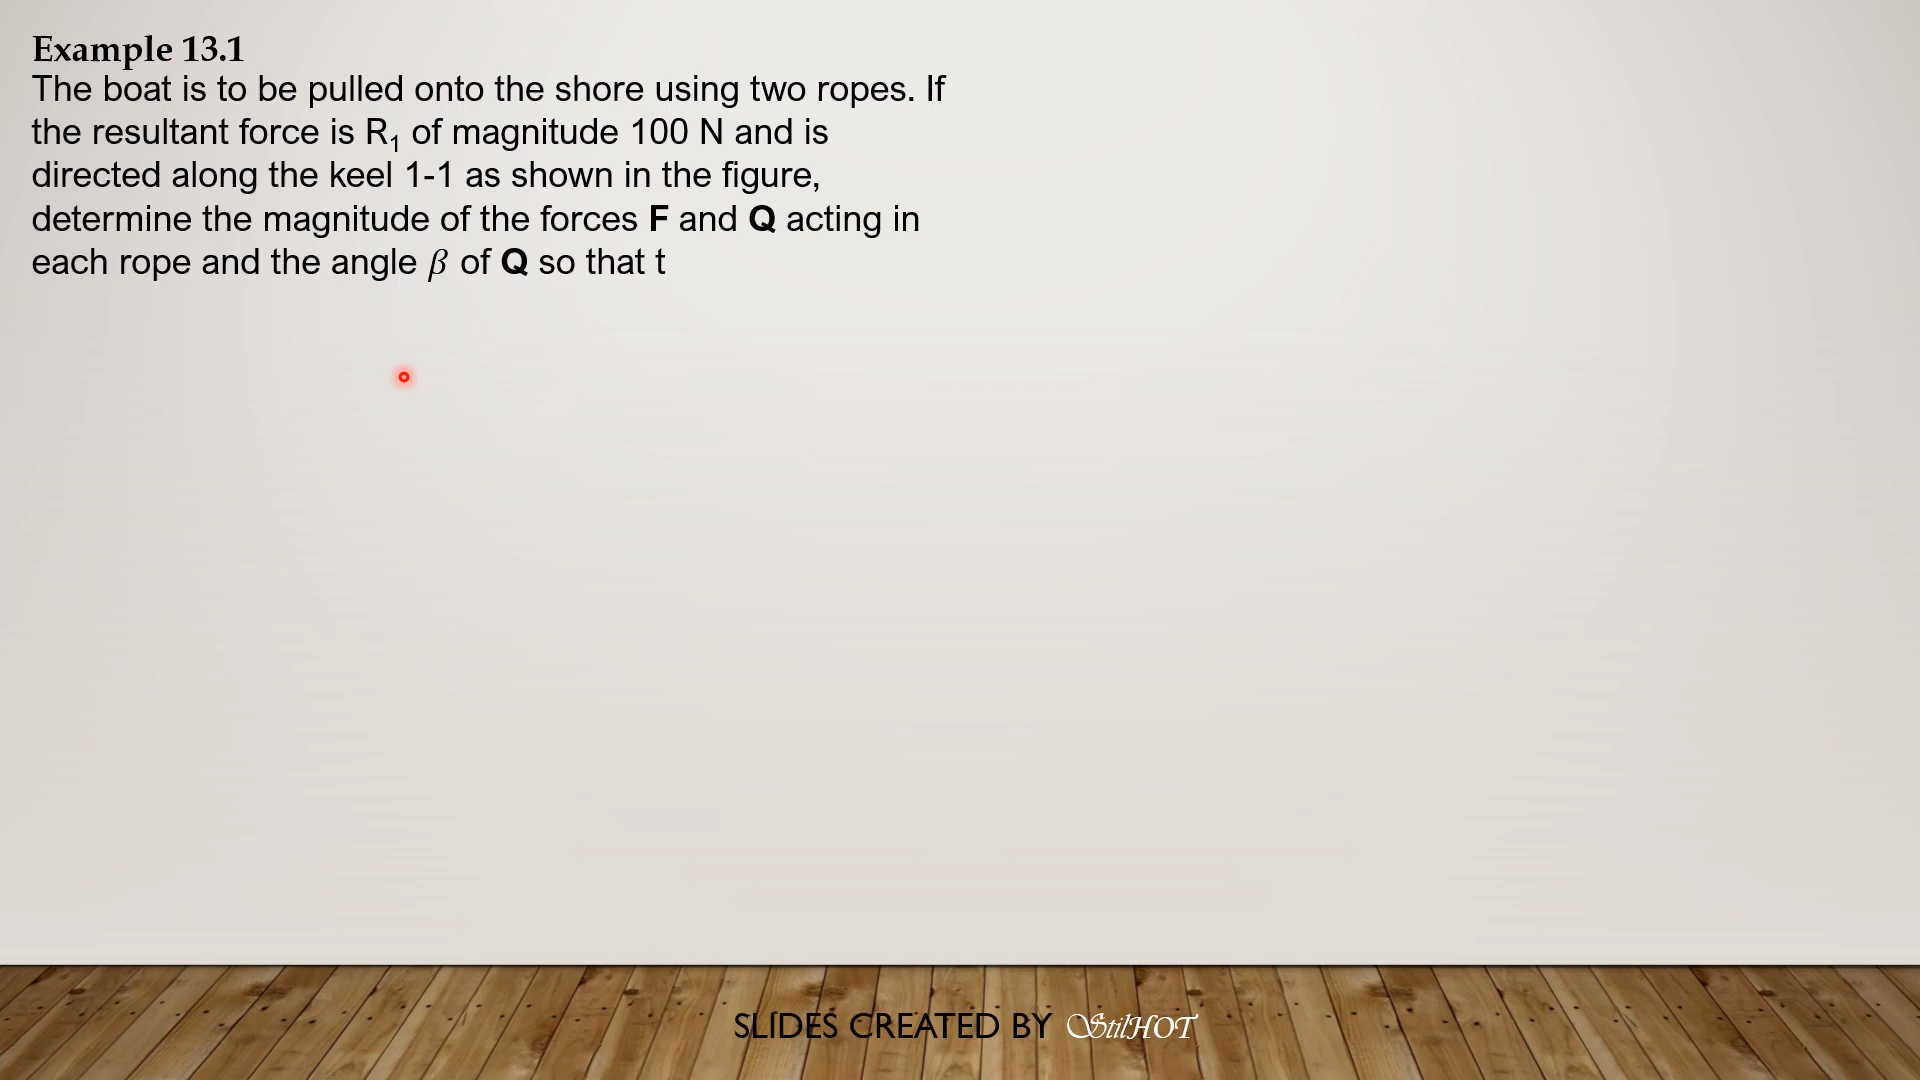 Example 13.1
The boat is to be pulled onto the shore using two ropes. If
the resultant force is R₁ of magnitude 100 N and is
directed along the keel 1-1 as shown in the figure,
determine the magnitude of the forces F and Q acting in
each rope and the angle β of Q so that t
SLIDES CREATED BY StilHOT